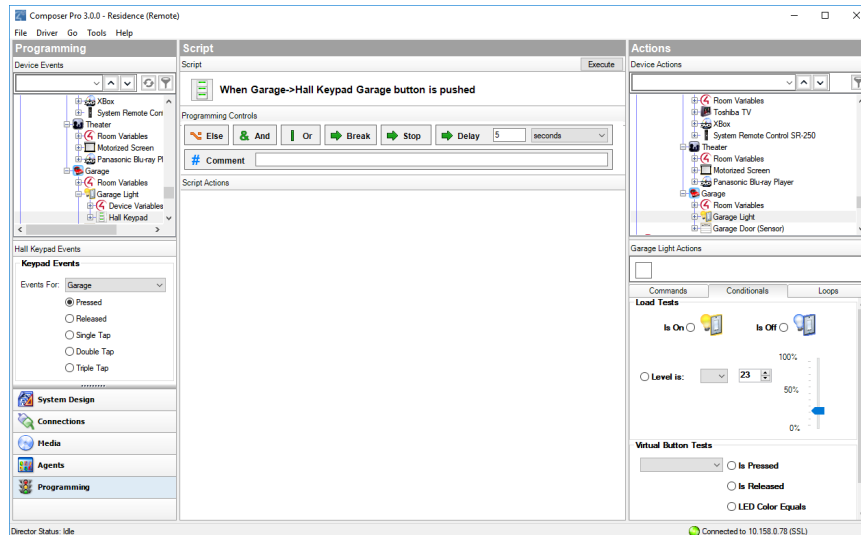 Composer Pro 3.0.0 - Residence (Remote)
File Driver Go Tools Help
Programming
Device Events
XBox
System Remote Con
Theater
Room Variables
Motorized Screen
Panasonic Blu-ray Pl
Garage
Room Variables
Garage Light
Device Variables
Hall Keypad
Hall Keypad Events
Keypad Events
Events For: Garage
Pressed
Released
Single Tap
Double Tap
Triple Tap
System Design
Connections
Media
Agents
Programming
Script
Script Execute
When Garage->Hall Keypad Garage button is pushed
Programming Controls
Else & And Or Break Stop Delay 5 seconds
# Comment
Script Actions
Actions
Device Actions
Room Variables
Toshiba TV
XBox
System Remote Control SR-250
Theater
Room Variables
Motorized Screen
Panasonic Blu-ray Player
Garage
Room Variables
Garage Light
Garage Door (Sensor)
Garage Light Actions
Commands Conditionals Loops
Load Tests
Is On Is Off
100%
Level is: 23
50%
0%
Virtual Button Tests
Is Pressed
Is Released
LED Color Equals
Director Status: Idle
Connected to 10.158.0.78 (SSL)